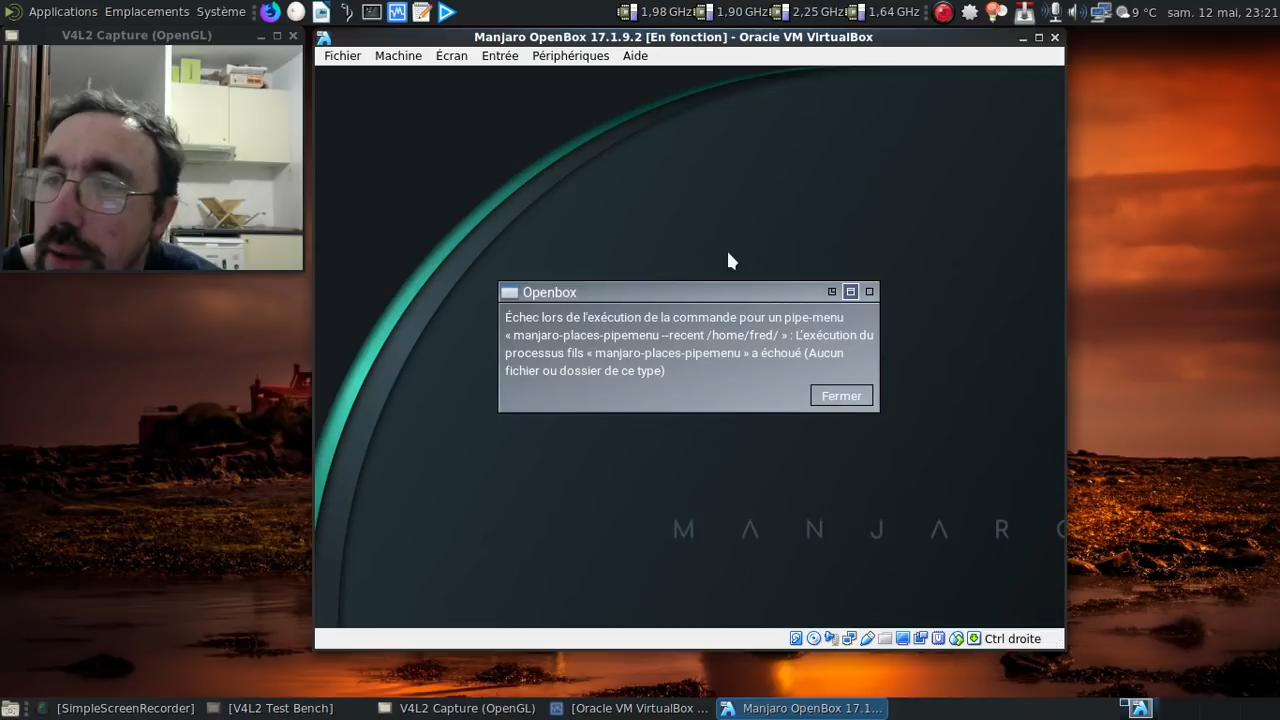 Applications Emplacements Système
1,98 GHz 1,90 GHz 2,25 GHz 1,64 GHz 9 °C sam. 12 mai, 23:21
V4L2 Capture (OpenGL)
Manjaro OpenBox 17.1.9.2 [En fonction] - Oracle VM VirtualBox
Fichier Machine Écran Entrée Périphériques Aide
Openbox
Échec lors de l'exécution de la commande pour un pipe-menu
« manjaro-places-pipemenu --recent /home/fred/ » : L'exécution du
processus fils « manjaro-places-pipemenu » a échoué (Aucun
fichier ou dossier de ce type)
Fermer
MANJARO
Ctrl droite
[SimpleScreenRecorder] [V4L2 Test Bench] V4L2 Capture (OpenGL) [Oracle VM VirtualBox ... Manjaro OpenBox 17.1...